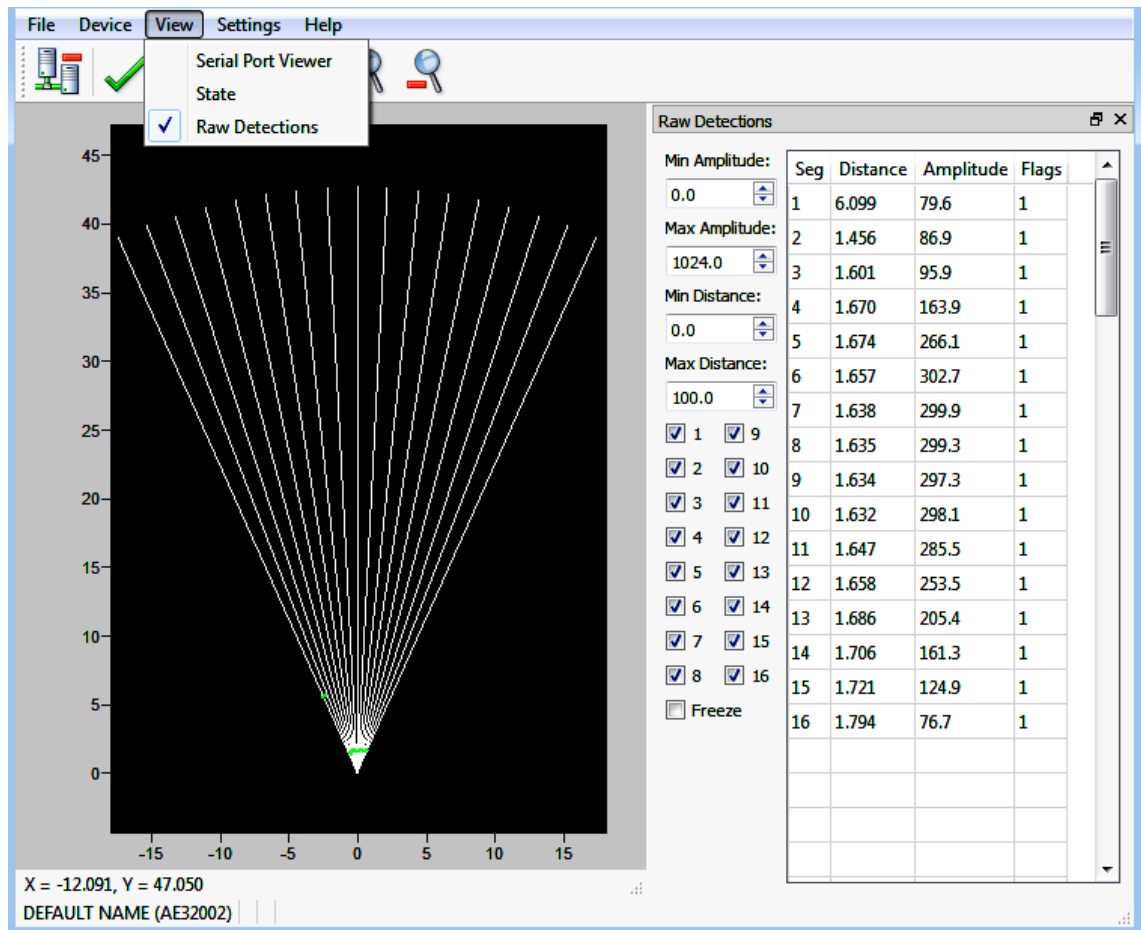 File Device View Settings Help
Serial Port Viewer
State
Raw Detections
45
40
35
30
25
20
15
10
5
0
-15 -10 -5 0 5 10 15
X = -12.091, Y = 47.050
DEFAULT NAME (AE32002)
Raw Detections
Min Amplitude:
0.0
Max Amplitude:
1024.0
Min Distance:
0.0
Max Distance:
100.0
1 9
2 10
3 11
4 12
5 13
6 14
7 15
8 16
Freeze
Seg Distance Amplitude Flags
1 6.099 79.6 1
2 1.456 86.9 1
3 1.601 95.9 1
4 1.670 163.9 1
5 1.674 266.1 1
6 1.657 302.7 1
7 1.638 299.9 1
8 1.635 299.3 1
9 1.634 297.3 1
10 1.632 298.1 1
11 1.647 285.5 1
12 1.658 253.5 1
13 1.686 205.4 1
14 1.706 161.3 1
15 1.721 124.9 1
16 1.794 76.7 1